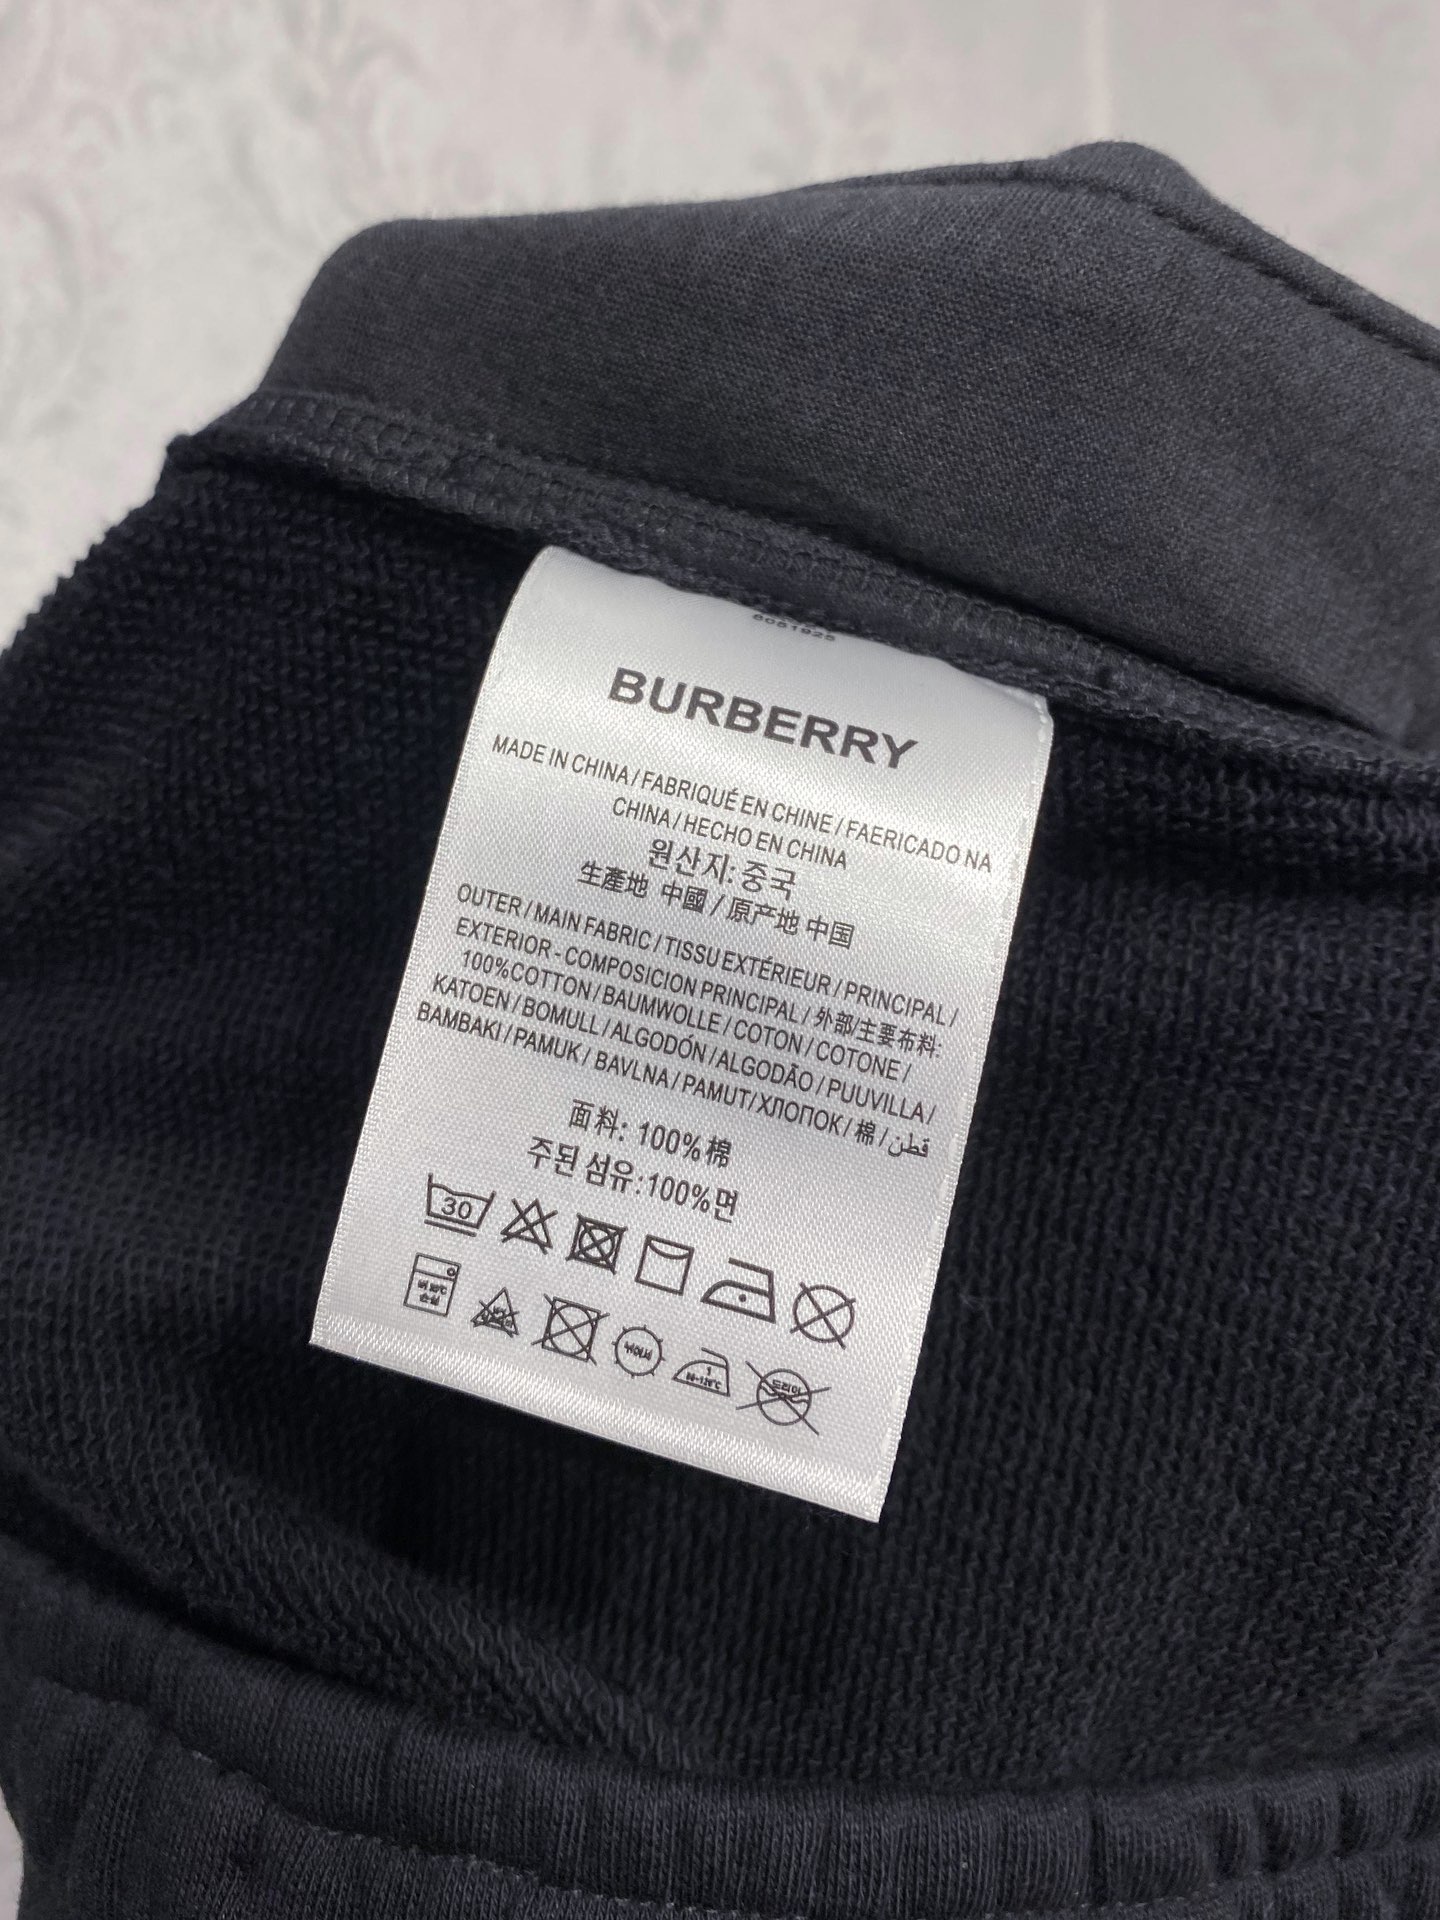 8081925
BURBERRY
MADE IN CHINA / FABRIQUÉ EN CHINE / FAERICADO NA
CHINA / HECHO EN CHINA
원산지: 중국
生產地 中國 / 原产地 中国
OUTER / MAIN FABRIC / TISSU EXTÉRIEUR / PRINCIPAL /
EXTERIOR - COMPOSICION PRINCIPAL / 外部/主要布料:
100%COTTON / BAUMWOLLE / COTON / COTONE /
KATOEN / BOMULL / ALGODÓN / ALGODÃO / PUUVILLA /
BAMBAKI / PAMUK / BAVLNA / PAMUT/ ХЛОПОК / 棉 / قطن
面料: 100%棉
주된 섬유:100%면
30